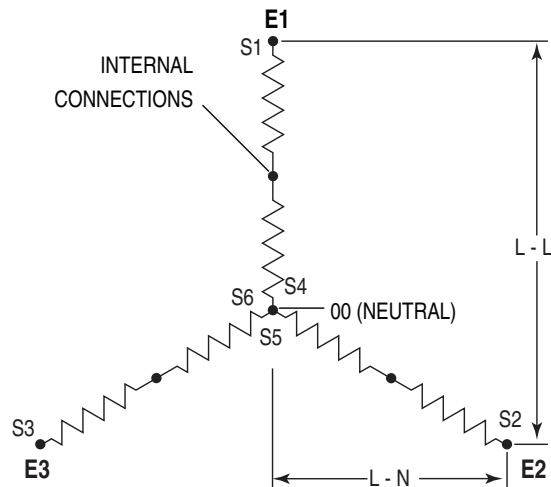 E1
S1
INTERNAL
CONNECTIONS
L - L
S4
S6
00 (NEUTRAL)
S5
S3
S2
E3
L - N
E2